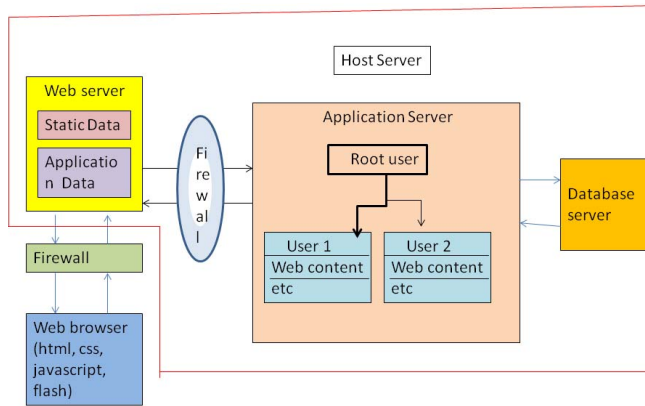 Host Server
Web server
Static Data
Applicatio
n Data
Fi
re
w
al
l
Application Server
Root user
User 1
Web content
etc
User 2
Web content
etc
Database
server
Firewall
Web browser
(html, css,
javascript,
flash)